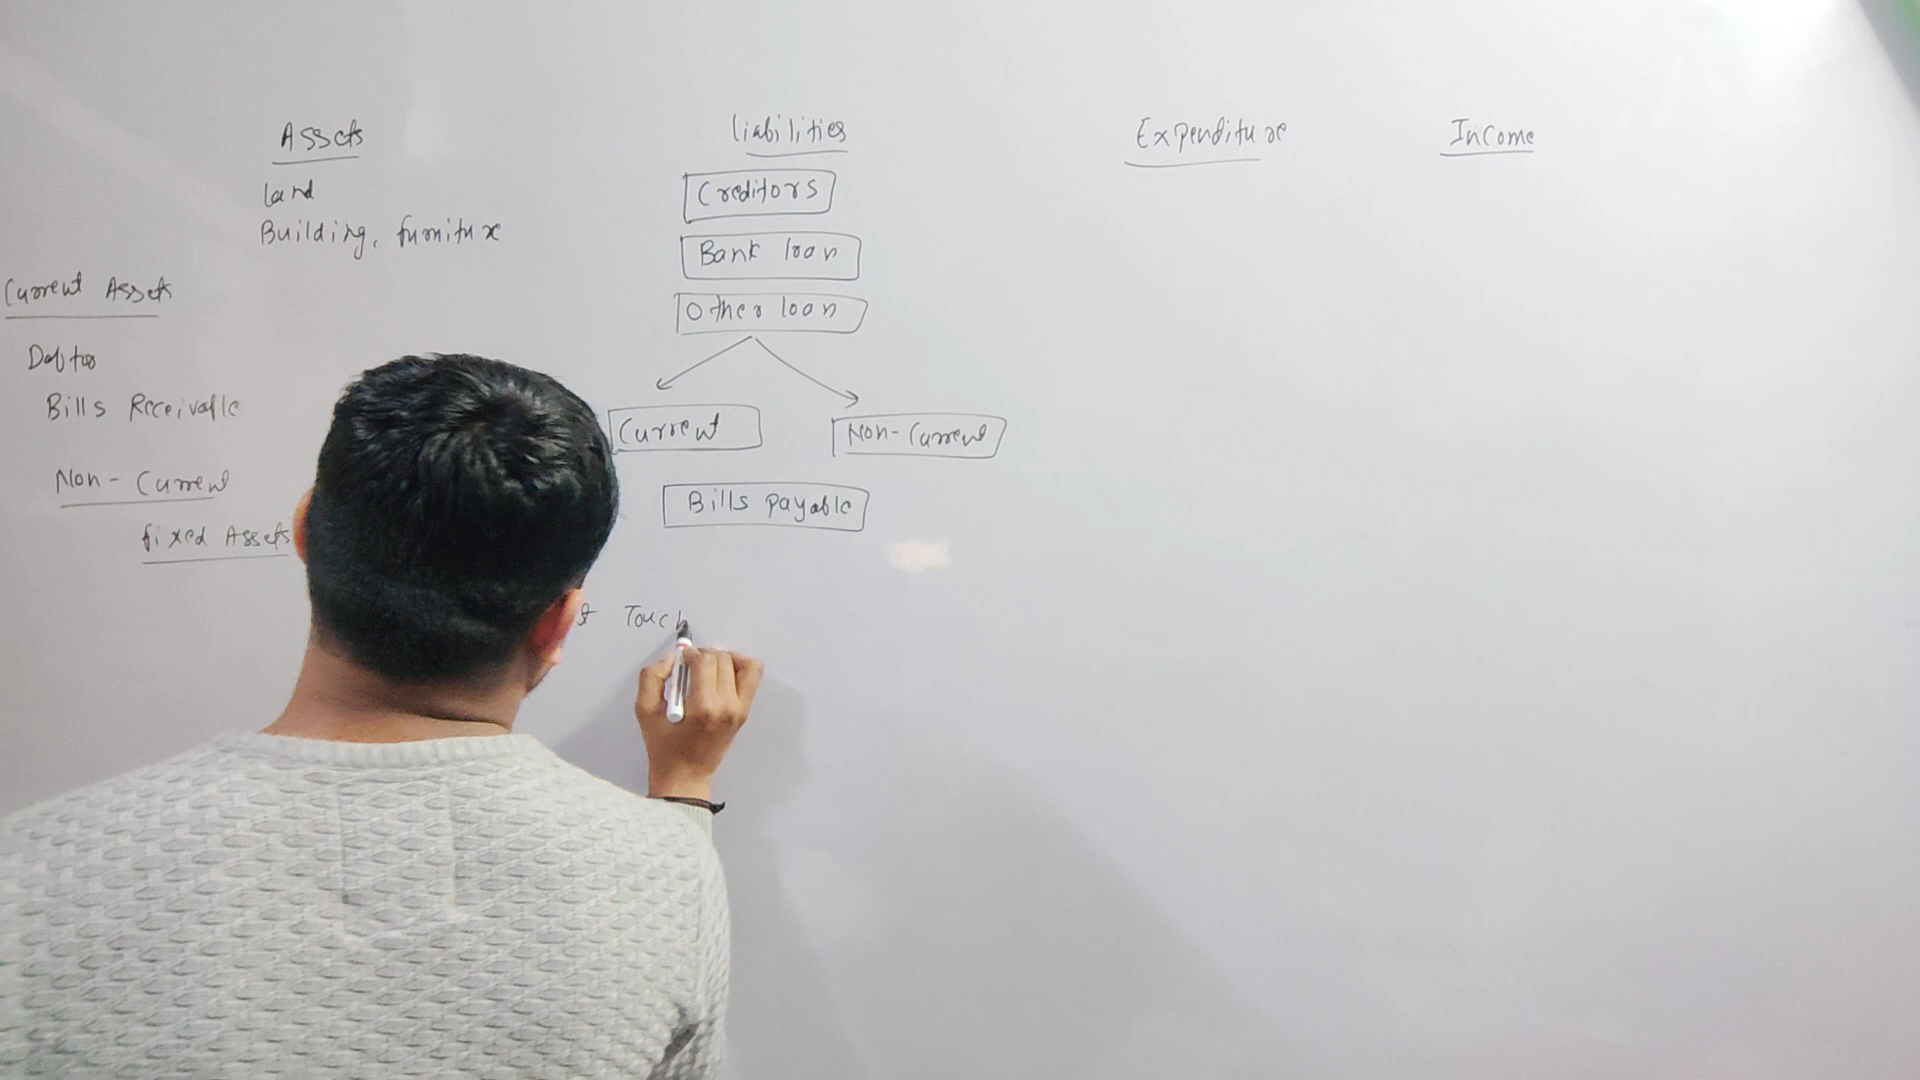 Assets
Land
Building, furniture
Current Assets
Bills Receivable
Non-Current
fixed Assets
Liabilities
Creditors
Bank loan
Other loan
Current
Non-Current
Bills payable
Touch
Expenditure
Income